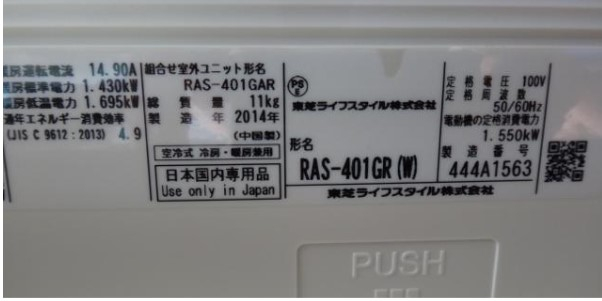 房運転電流 14.90A
房標準電力 1.430kW
房低温電力 1.695kW
通年エネルギー消費効率
(JIS C 9612:2013) 4.9
組合せ室外ユニット形名
RAS-401GAR
総質量 11kg
製造年 2014年
(中国製)
空冷式 冷房・暖房兼用
日本国内専用品
Use only in Japan
PS
E
東芝ライフスタイル株式会社
形名
RAS-401GR(W)
定格電圧 100V
定格周波数
50/60Hz
電動機の定格消費電力
1.550kW
製造番号
444A1563
東芝ライフスタイル株式会社
PUSH